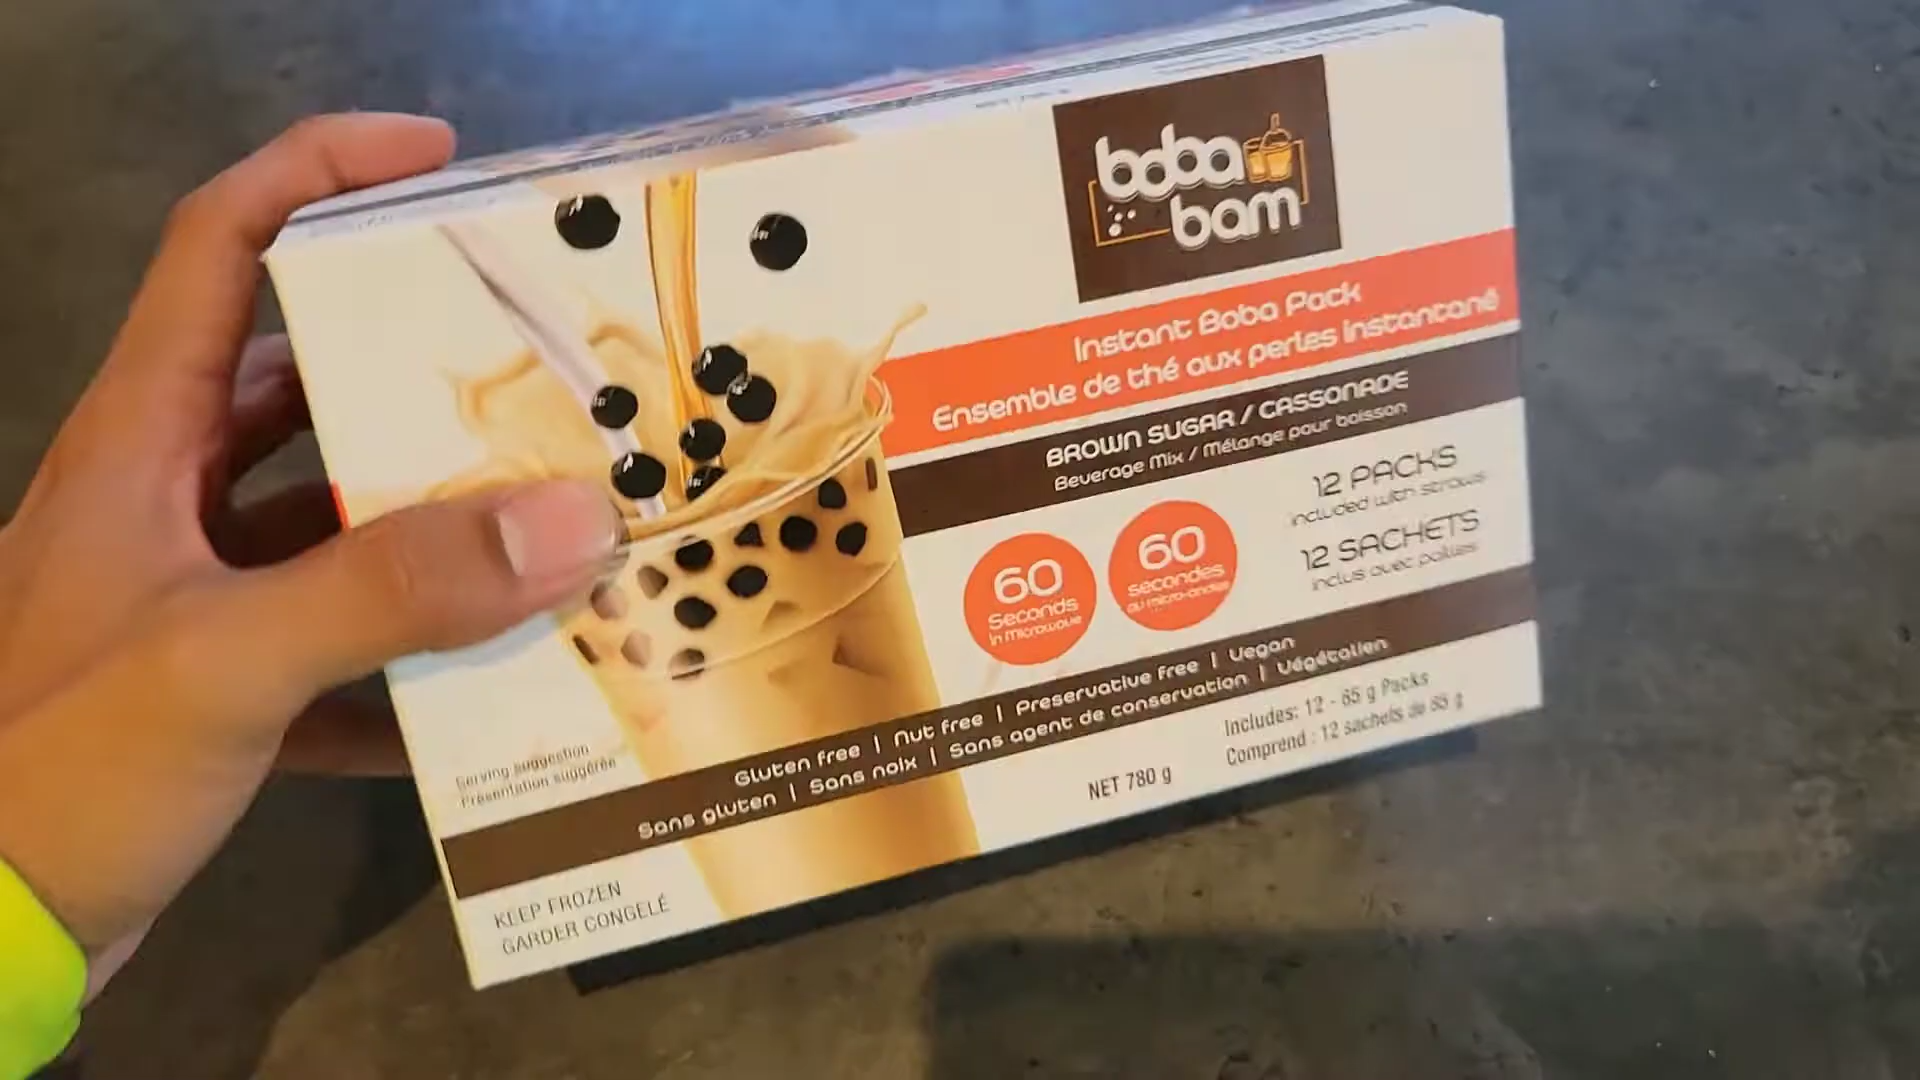 boba
bam
Instant Boba Pack
Ensemble de thé aux perles instantané
BROWN SUGAR / CASSONADE
Beverage Mix / Mélange pour boisson
12 PACKS
included with straws
12 SACHETS
inclus avec pailles
60
Seconds
in microwave
60
secondes
au micro-ondes
Gluten free | Nut free | Preservative free | Vegan
Sans gluten | Sans noix | Sans agent de conservation | Végétalien
Includes: 12 - 65 g Packs
Comprend : 12 sachets de 65 g
NET 780 g
Serving suggestion
Présentation suggérée
KEEP FROZEN
GARDER CONGELÉ